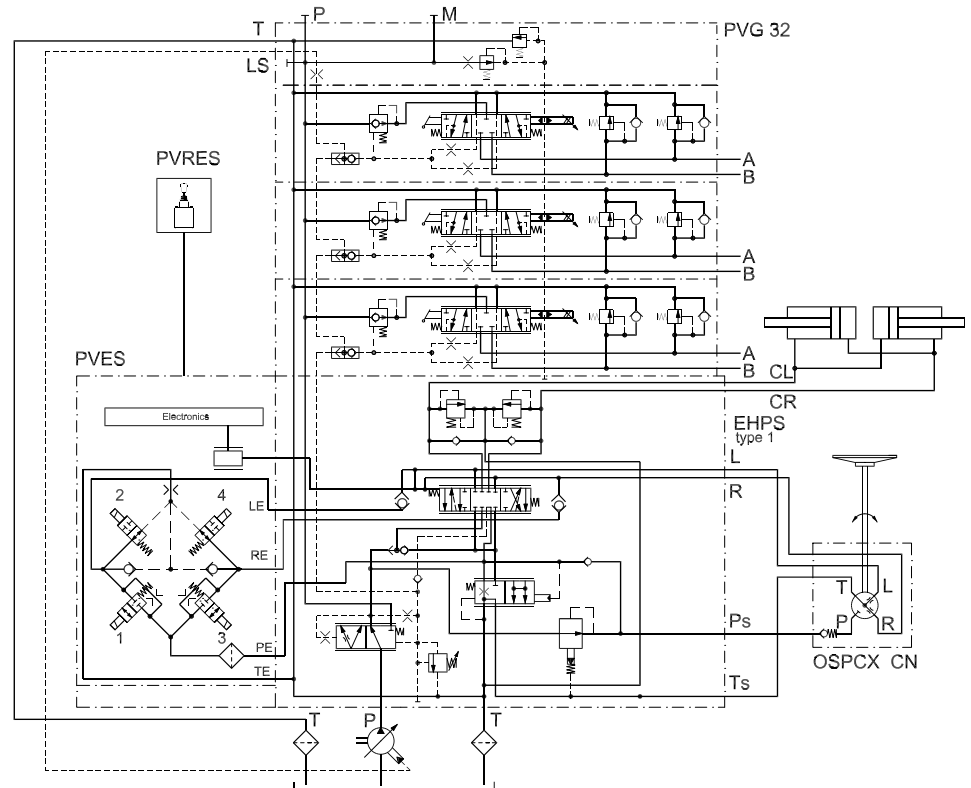 P
M
T
PVG 32
LS
A
B
PVRES
A
B
A
B
PVES
CL
CR
Electronics
EHPS
type 1
L
R
2
4
LE
RE
T
L
1
3
P
R
PE
Ps
OSPCX CN
TE
Ts
T
P
T